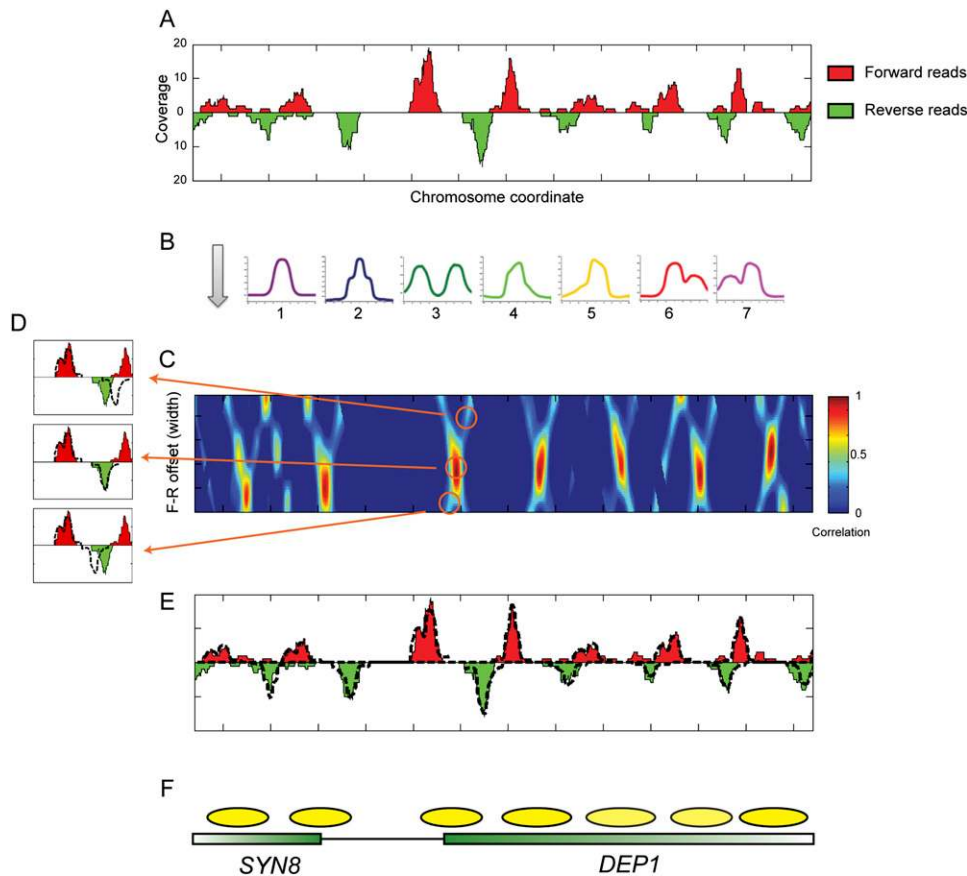 A
20
10
0
10
20
Coverage
Chromosome coordinate
Forward reads
Reverse reads
B
1 2 3 4 5 6 7
D
C
F-R offset (width)
1
0.5
0
Correlation
E
F
SYN8
DEP1